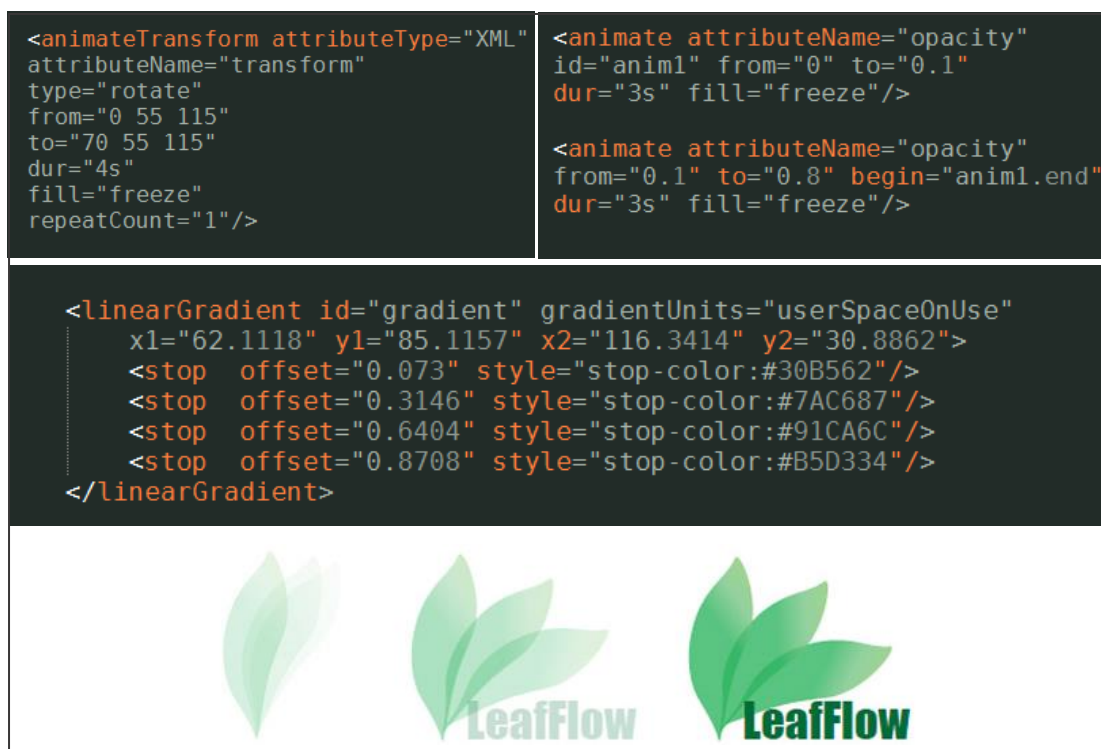 <animateTransform attributeType="XML"
attributeName="transform"
type="rotate"
from="0 55 115"
to="70 55 115"
dur="4s"
fill="freeze"
repeatCount="1"/>
<animate attributeName="opacity"
id="anim1" from="0" to="0.1"
dur="3s" fill="freeze"/>
<animate attributeName="opacity"
from="0.1" to="0.8" begin="anim1.end"
dur="3s" fill="freeze"/>
<linearGradient id="gradient" gradientUnits="userSpaceOnUse"
x1="62.1118" y1="85.1157" x2="116.3414" y2="30.8862">
<stop  offset="0.073" style="stop-color:#30B562"/>
<stop  offset="0.3146" style="stop-color:#7AC687"/>
<stop  offset="0.6404" style="stop-color:#91CA6C"/>
<stop  offset="0.8708" style="stop-color:#B5D334"/>
</linearGradient>
LeafFlow
LeafFlow